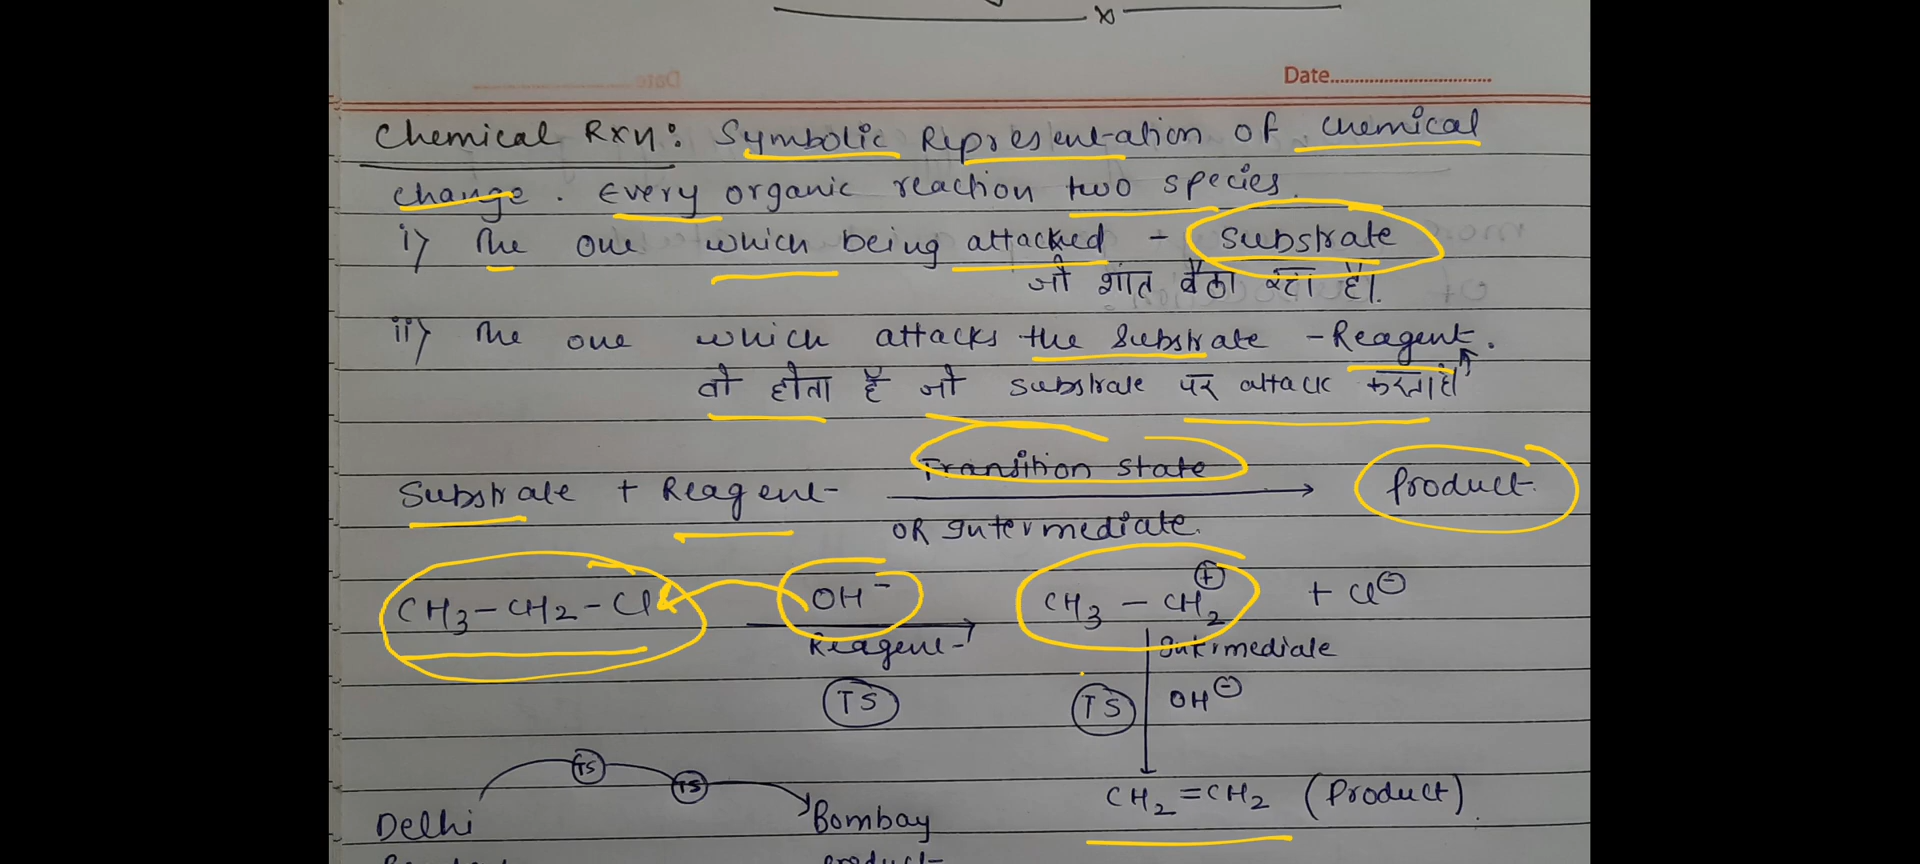 Date
Chemical Rxn: Symbolic Representation of chemical
change. Every organic reaction two species.
i) The one which being attacked - Substrate
जो शांत बैठा रहता है।
ii) The one which attacks the Substrate - Reagent.
वो होता है जो substrate पर attack करता है
Substrate + Reagent Transition state Product
OR Intermediate.
CH3-CH2-Cl OH- CH3-CH2⊕ + Cl⊖
Reagent Intermediate
TS TS OH⊖
TS TS
CH2=CH2 (Product)
Delhi Bombay